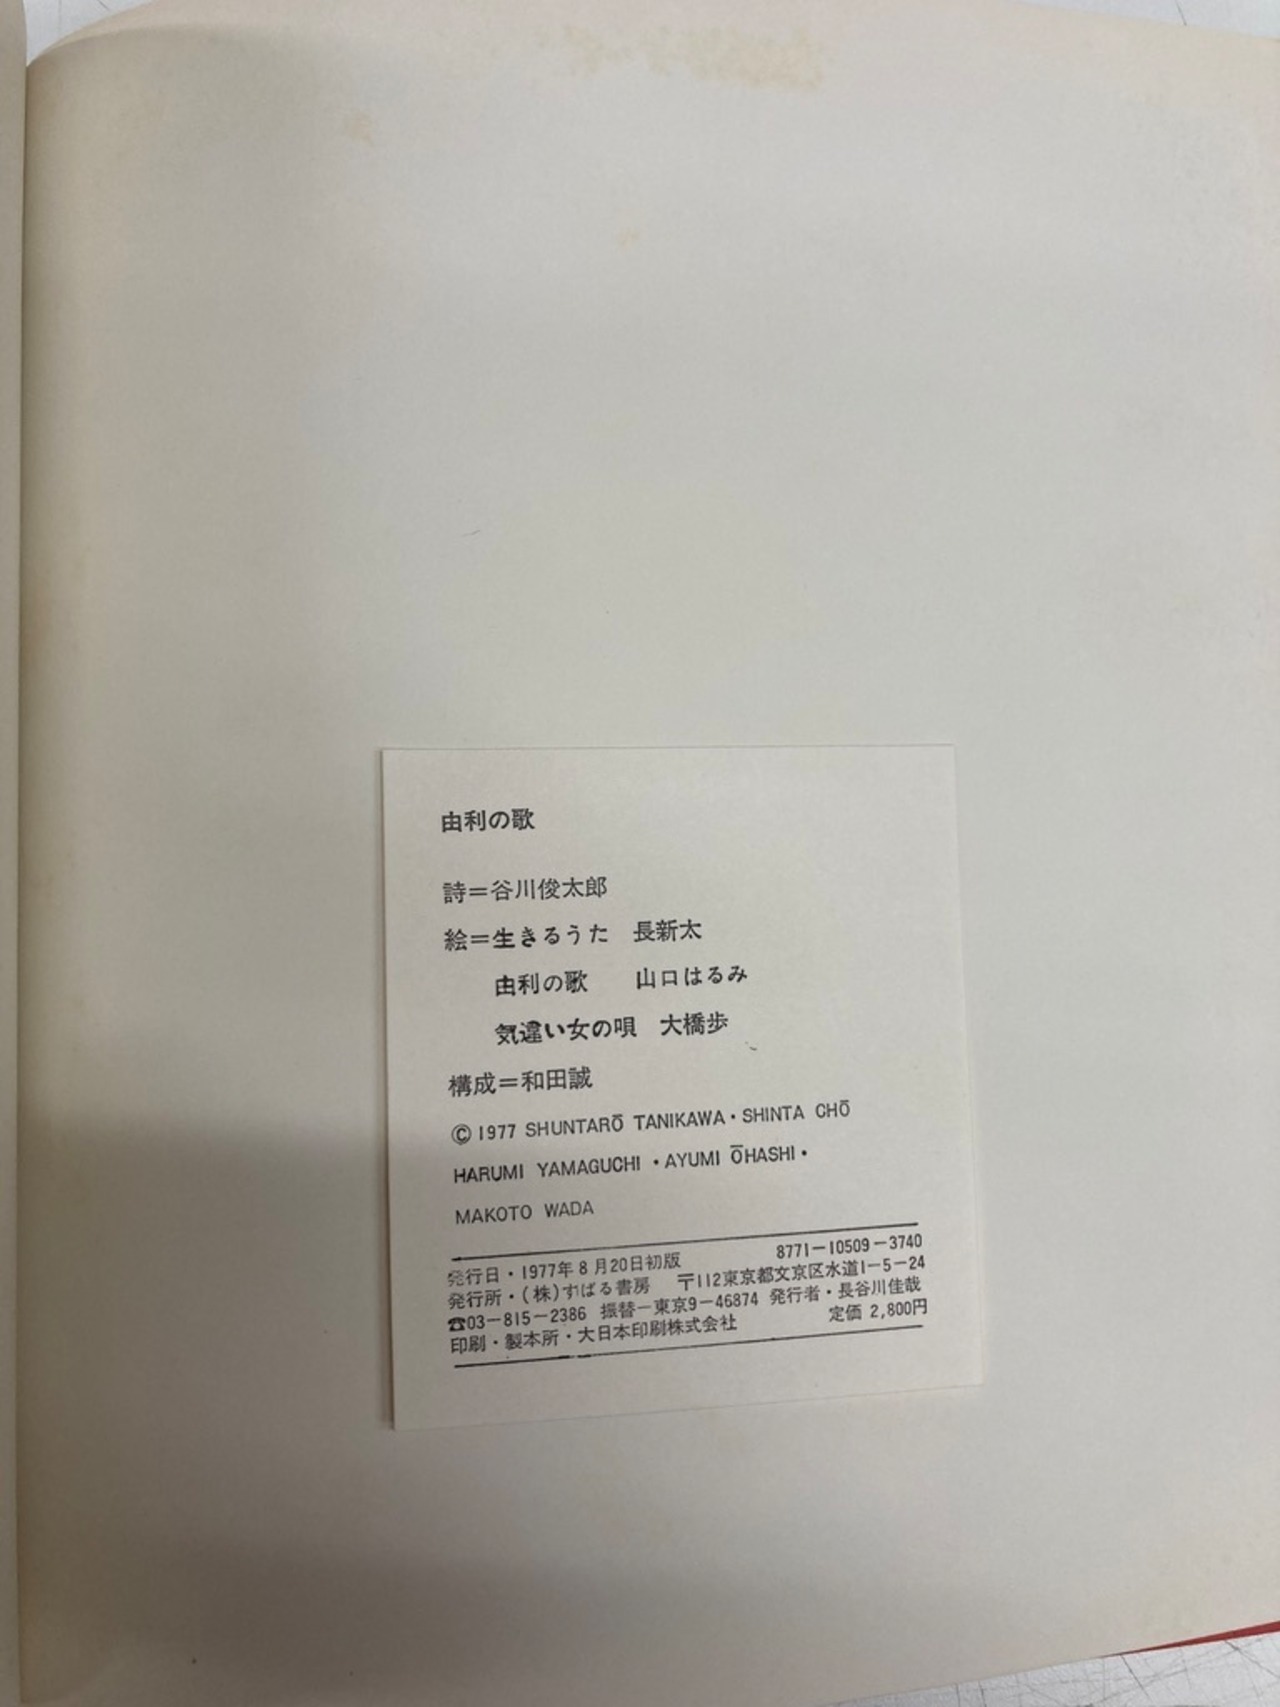 由利の歌
詩=谷川俊太郎
絵=生きるうた 長新太
由利の歌 山口はるみ
気違い女の唄 大橋歩
構成=和田誠
©1977 SHUNTARŌ TANIKAWA・SHINTA CHŌ
HARUMI YAMAGUCHI・AYUMI ŌHASHI・
MAKOTO WADA
発行日・1977年8月20日初版 8771-10509-3740
発行所・(株)すばる書房 〒112東京都文京区水道1-5-24
☎03-815-2386 振替-東京9-46874 発行者・長谷川佳哉
印刷・製本所・大日本印刷株式会社 定価 2,800円